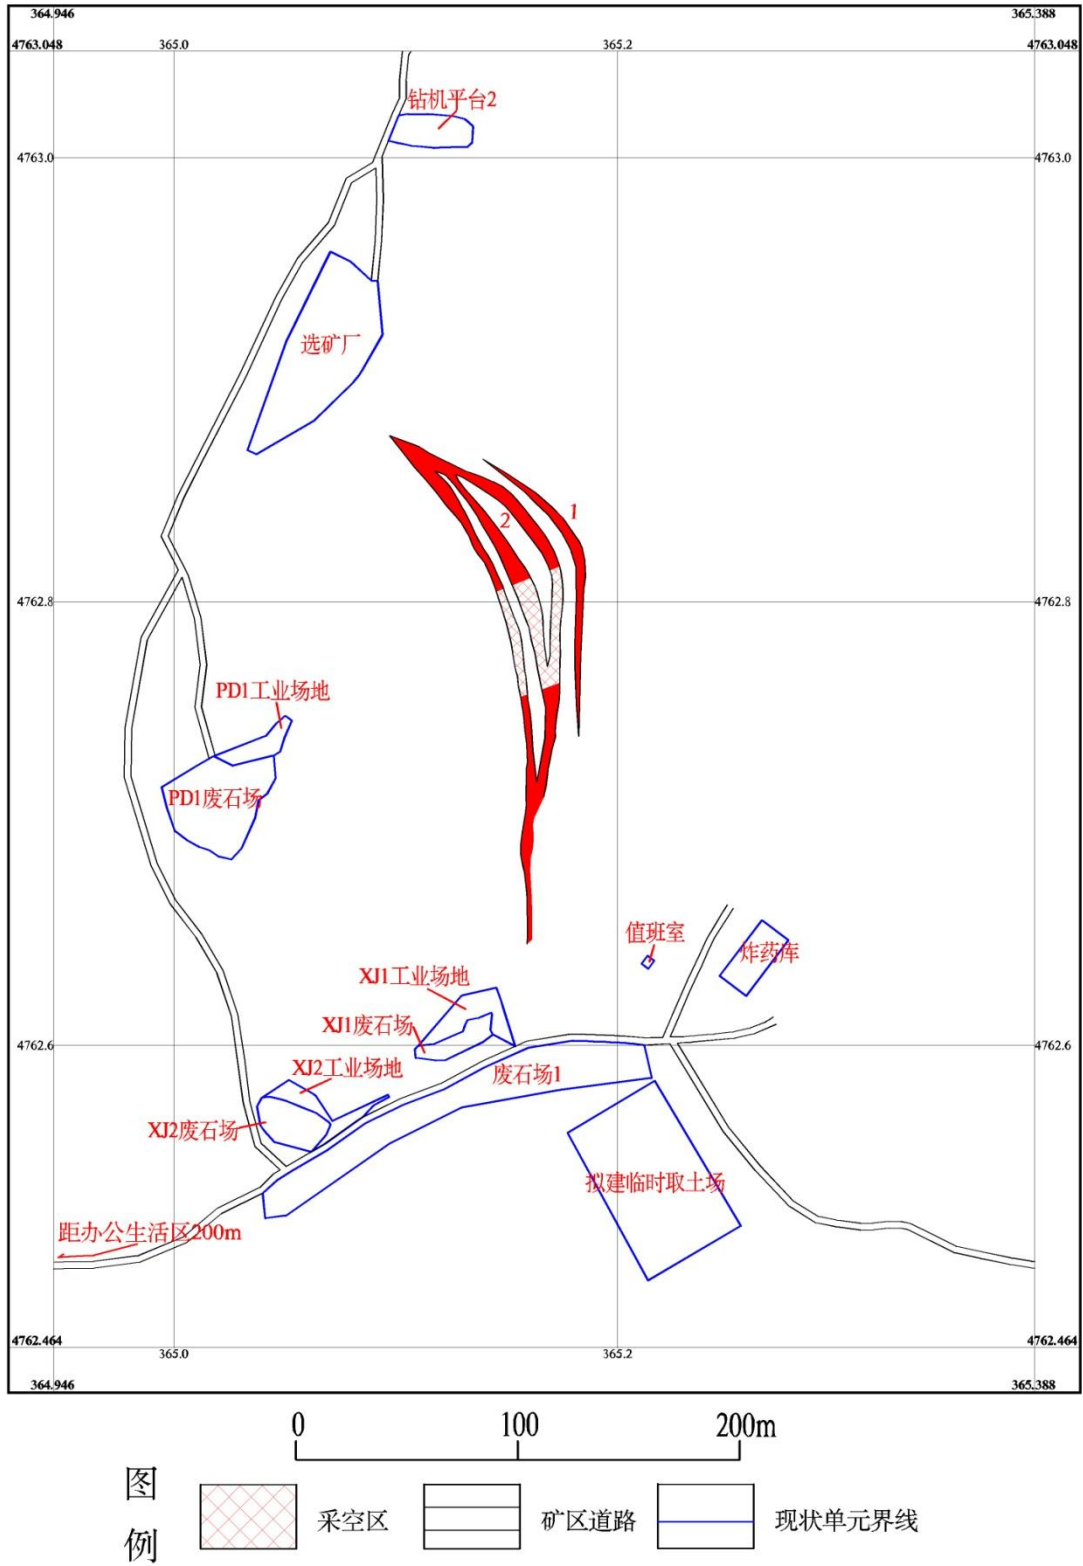 364.946
365.388
4763.048
365.0
365.2
4763.048
钻机平台2
4763.0
4763.0
选矿厂
1
2
4762.8
4762.8
PD1工业场地
PD1废石场
值班室
炸药库
XJ1工业场地
XJ1废石场
4762.6
4762.6
XJ2工业场地
废石场1
XJ2废石场
拟建临时取土场
距办公生活区200m
4762.464
365.0
365.2
4762.464
364.946
365.388
0
100
200m
图
例
采空区
矿区道路
现状单元界线